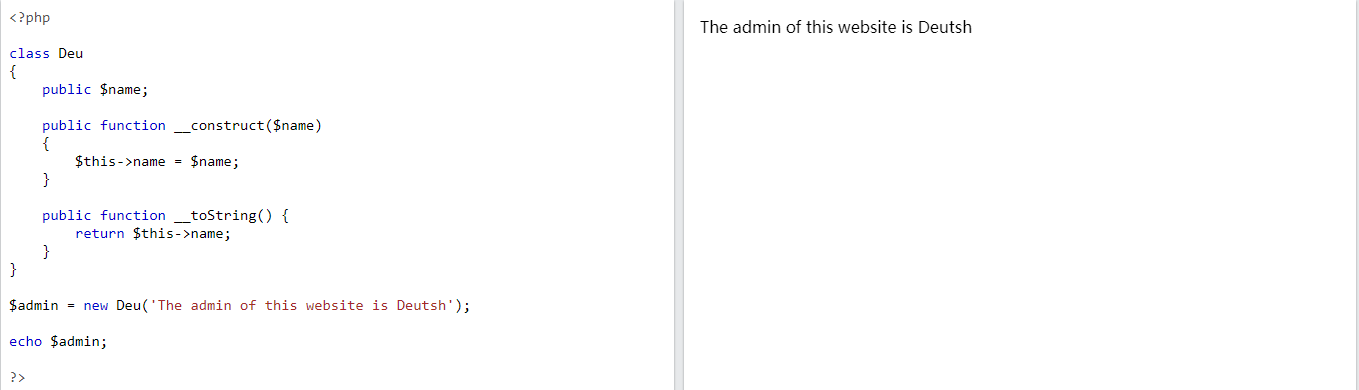 <?php
class Deu
{
    public $name;
    public function __construct($name)
    {
        $this->name = $name;
    }
    public function __toString() {
        return $this->name;
    }
}
$admin = new Deu('The admin of this website is Deutsh');
echo $admin;
?>
The admin of this website is Deutsh